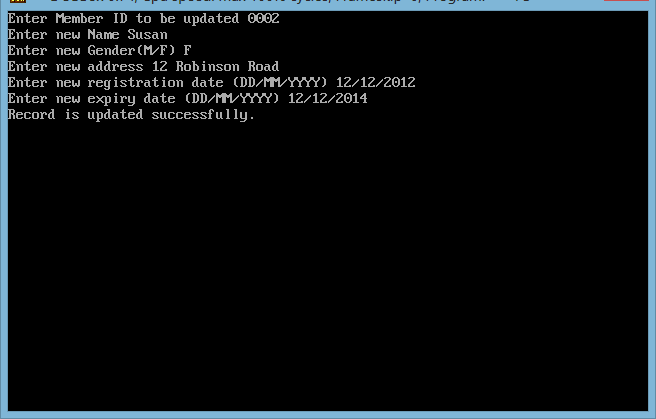 Enter Member ID to be updated 0002
Enter new Name Susan
Enter new Gender(M/F) F
Enter new address 12 Robinson Road
Enter new registration date (DD/MM/YYYY) 12/12/2012
Enter new expiry date (DD/MM/YYYY) 12/12/2014
Record is updated successfully.